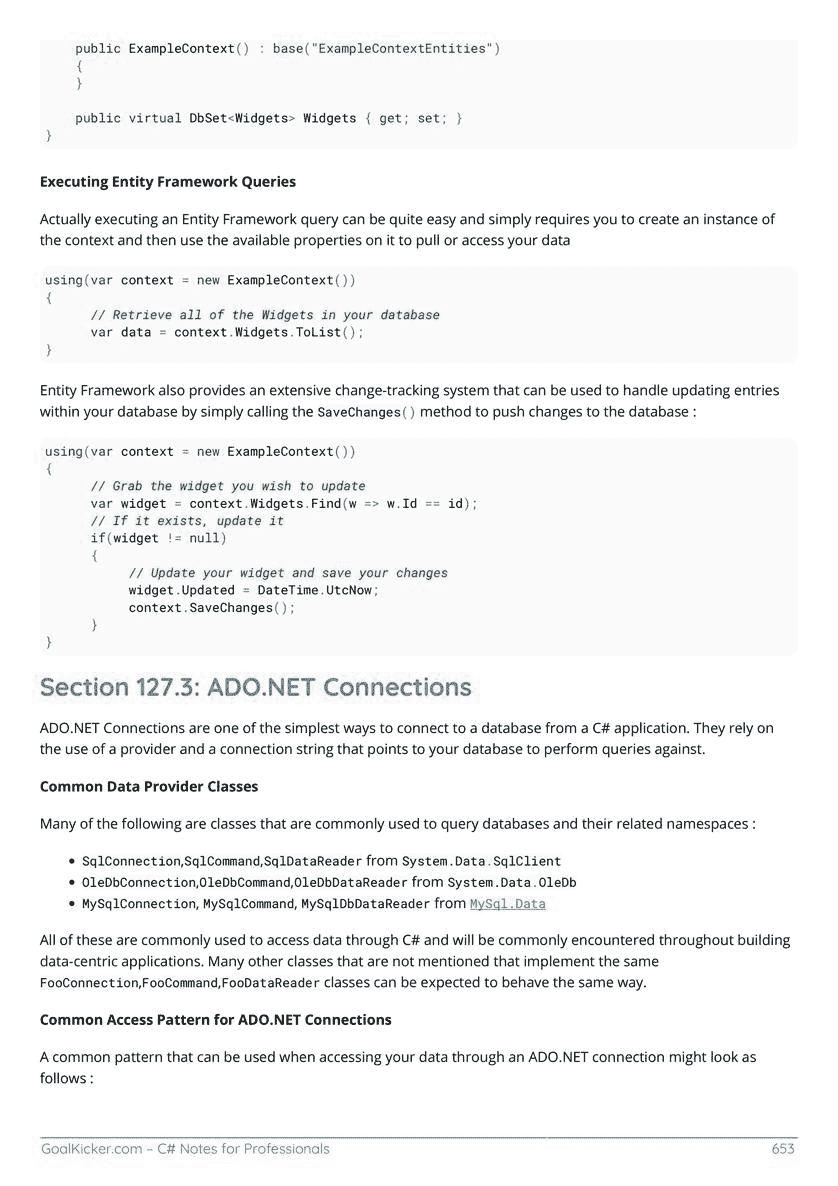 public ExampleContext() : base("ExampleContextEntities")
{
}
public virtual DbSet<Widgets> Widgets { get; set; }
}
Executing Entity Framework Queries
Actually executing an Entity Framework query can be quite easy and simply requires you to create an instance of
the context and then use the available properties on it to pull or access your data
using(var context = new ExampleContext())
{
// Retrieve all of the Widgets in your database
var data = context.Widgets.ToList();
}
Entity Framework also provides an extensive change-tracking system that can be used to handle updating entries
within your database by simply calling the SaveChanges() method to push changes to the database :
using(var context = new ExampleContext())
{
// Grab the widget you wish to update
var widget = context.Widgets.Find(w => w.Id == id);
// If it exists, update it
if(widget != null)
{
// Update your widget and save your changes
widget.Updated = DateTime.UtcNow;
context.SaveChanges();
}
}
Section 127.3: ADO.NET Connections
ADO.NET Connections are one of the simplest ways to connect to a database from a C# application. They rely on
the use of a provider and a connection string that points to your database to perform queries against.
Common Data Provider Classes
Many of the following are classes that are commonly used to query databases and their related namespaces :
• SqlConnection,SqlCommand,SqlDataReader from System.Data.SqlClient
• OleDbConnection,OleDbCommand,OleDbDataReader from System.Data.OleDb
• MySqlConnection, MySqlCommand, MySqlDbDataReader from MySql.Data
All of these are commonly used to access data through C# and will be commonly encountered throughout building
data-centric applications. Many other classes that are not mentioned that implement the same
FooConnection,FooCommand,FooDataReader classes can be expected to behave the same way.
Common Access Pattern for ADO.NET Connections
A common pattern that can be used when accessing your data through an ADO.NET connection might look as
follows :
GoalKicker.com – C# Notes for Professionals
653